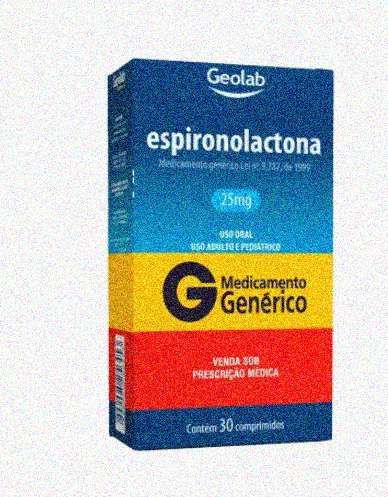 Geolab
espironolactona
Medicamento genérico Lei nº 9.787, de 1999
25mg
USO ORAL
USO ADULTO E PEDIÁTRICO
G Medicamento
Genérico
VENDA SOB
PRESCRIÇÃO MÉDICA
Contém 30 comprimidos